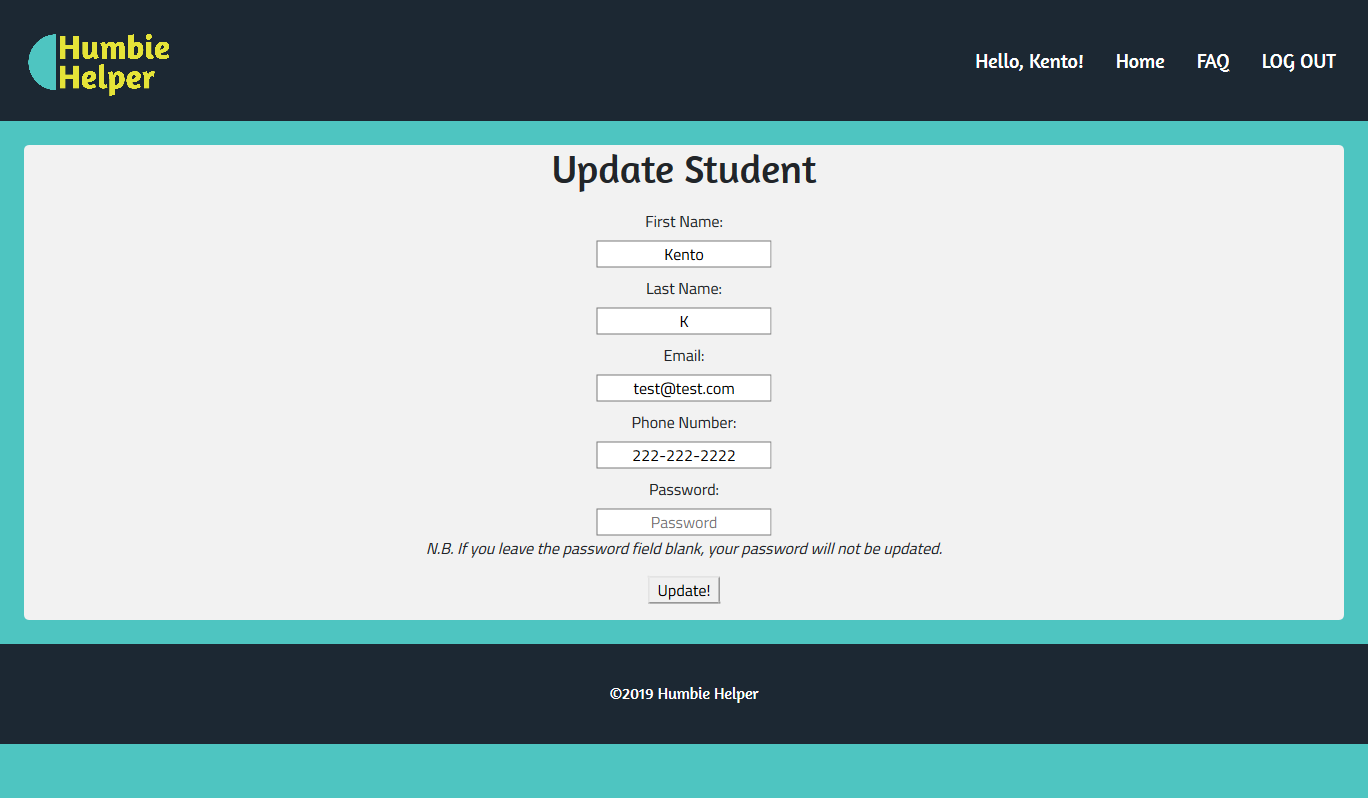 Humbie
Helper
Hello, Kento! Home FAQ LOG OUT
Update Student
First Name:
Kento
Last Name:
K
Email:
test@test.com
Phone Number:
222-222-2222
Password:
Password
N.B. If you leave the password field blank, your password will not be updated.
Update!
©2019 Humbie Helper